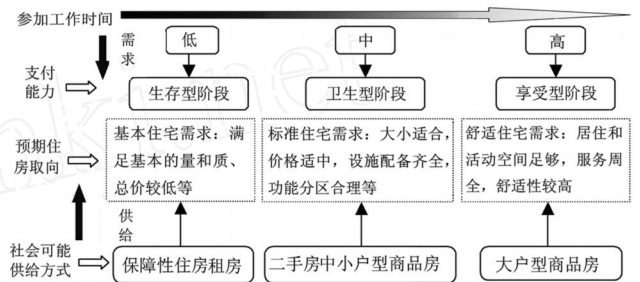 参加工作时间
需求
低
中
高
支付
能力
生存型阶段
卫生型阶段
享受型阶段
预期住
房取向
基本住宅需求：满
足基本的量和质、
总价较低等
标准住宅需求：大小适合，
价格适中，设施配备齐全，
功能分区合理等
舒适住宅需求：居住和
活动空间足够，服务周
全，舒适性较高
供给
社会可能
供给方式
保障性住房租房
二手房中小户型商品房
大户型商品房